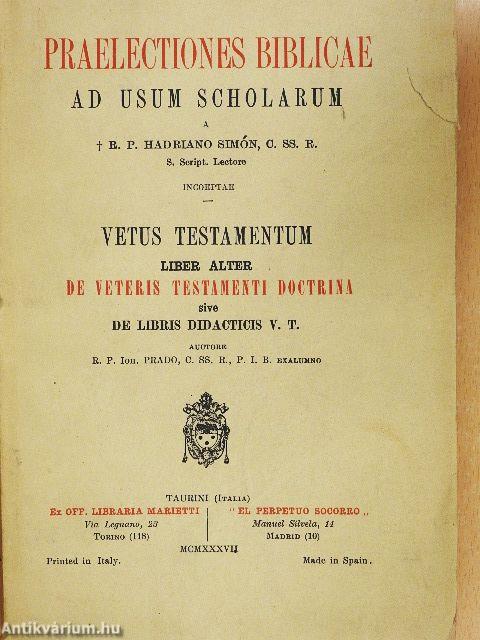 PRAELECTIONES BIBLICAE
AD USUM SCHOLARUM
A
† R. P. HADRIANO SIMÓN, C. SS. R.
S. Script. Lectore
INCOEPTAE
VETUS TESTAMENTUM
LIBER ALTER
DE VETERIS TESTAMENTI DOCTRINA
sive
DE LIBRIS DIDACTICIS V. T.
AUCTORE
R. P. Ioh. PRADO, C. SS. R., P. I. B. EXALUMNO
TAURINI (ITALIA)
Ex OFF. LIBRARIA MARIETTI
Via Legnano, 23
TORINO (118)
"EL PERPETUO SOCORRO„
Manuel Silvela, 14
MADRID (10)
MCMXXXVII
Printed in Italy.
Made in Spain.
Antikvárium.hu